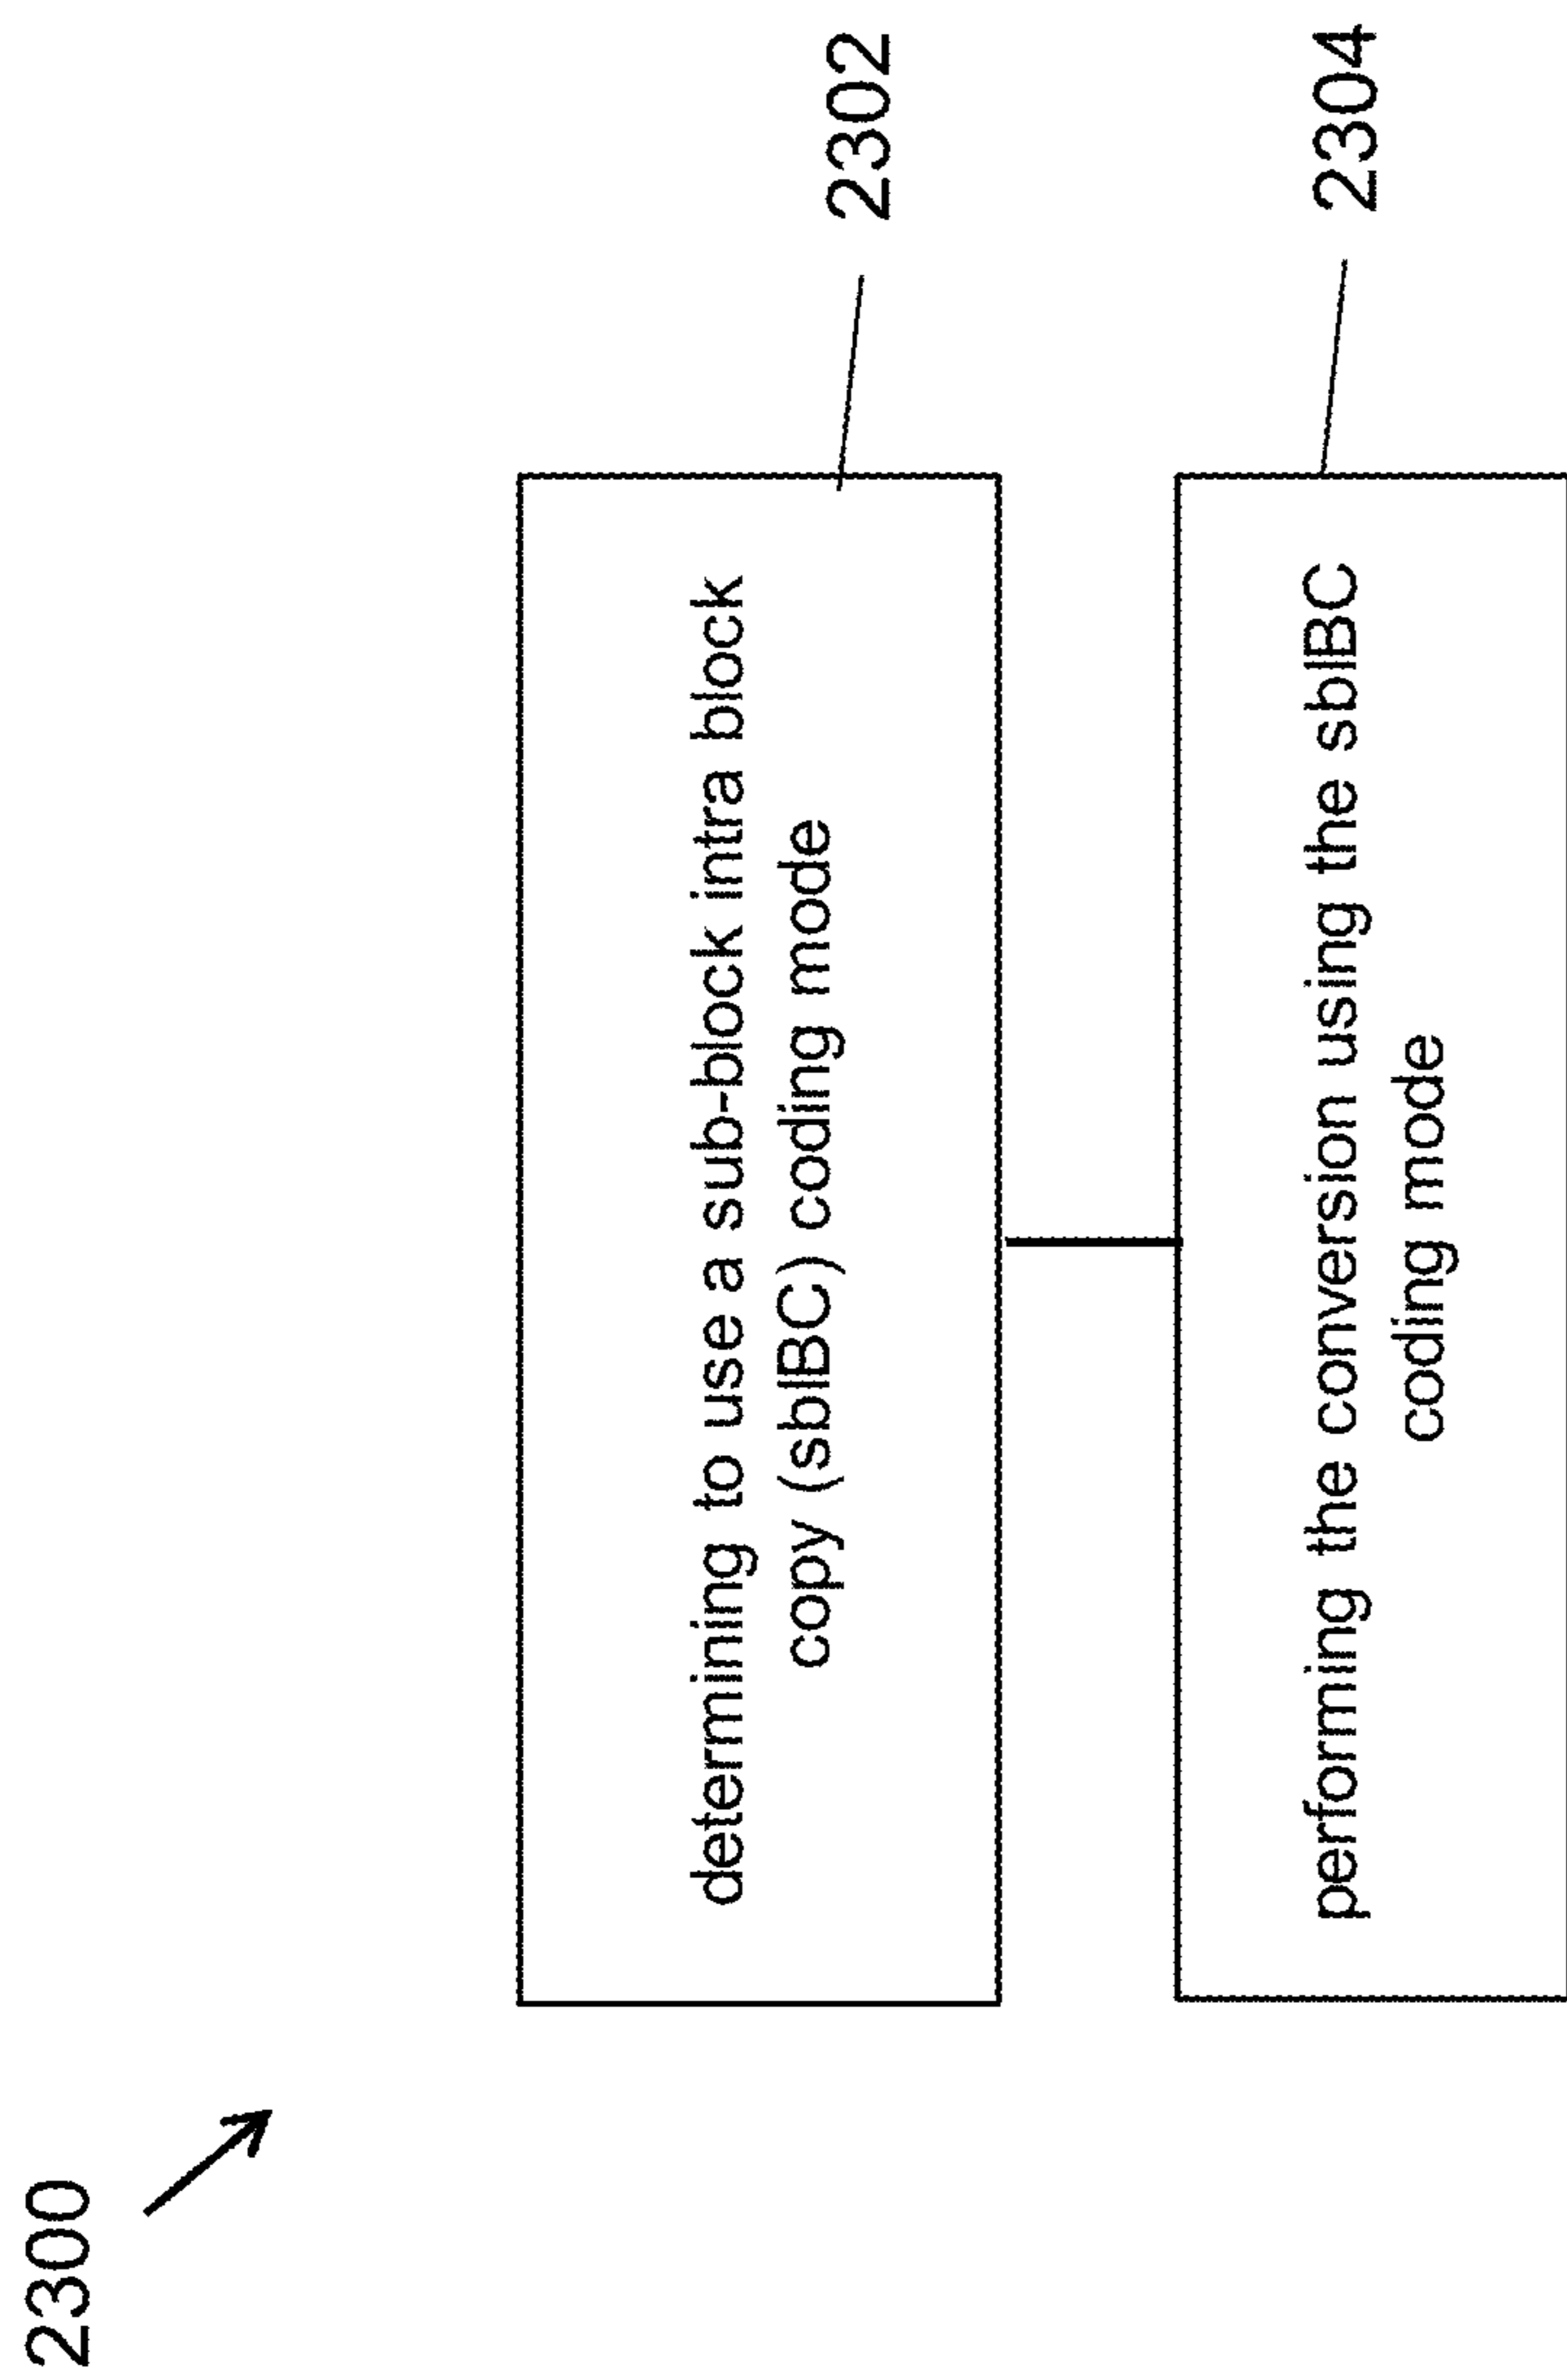 2300
determining to use a sub-block intra block
copy (sbIBC) coding mode
2302
performing the conversion using the sbIBC
coding mode
2304